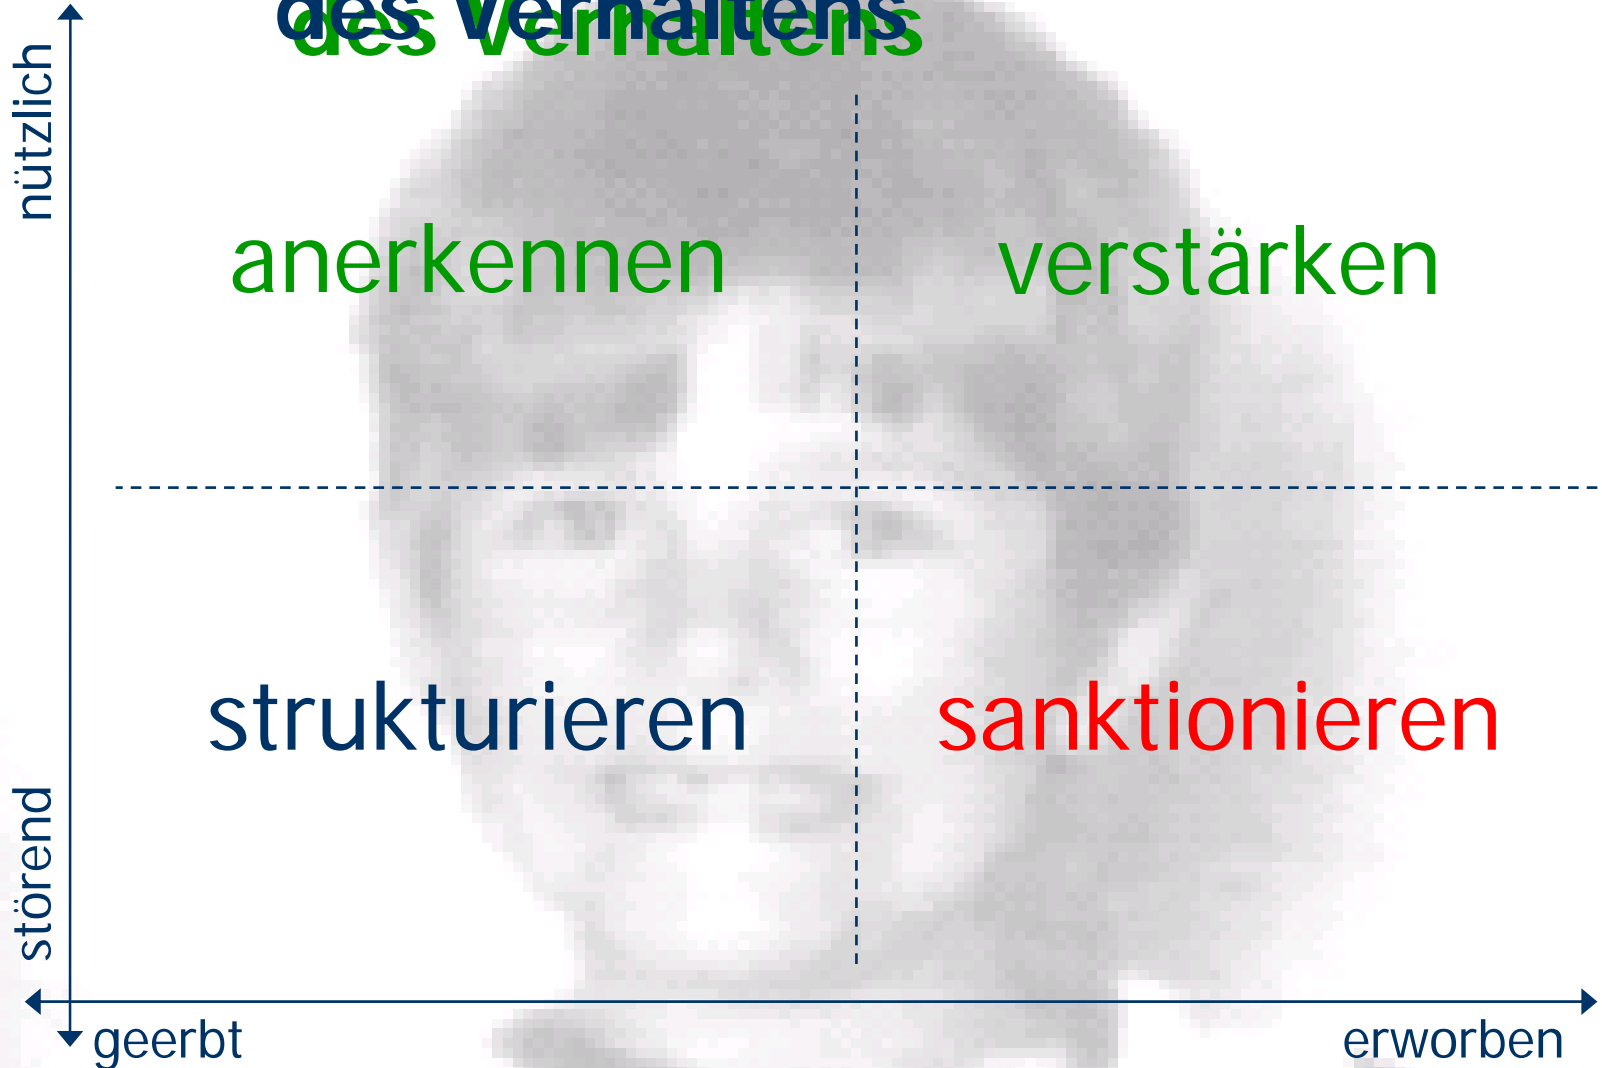 des Verhaltens
nützlich
anerkennen
verstärken
strukturieren
sanktionieren
störend
geerbt
erworben